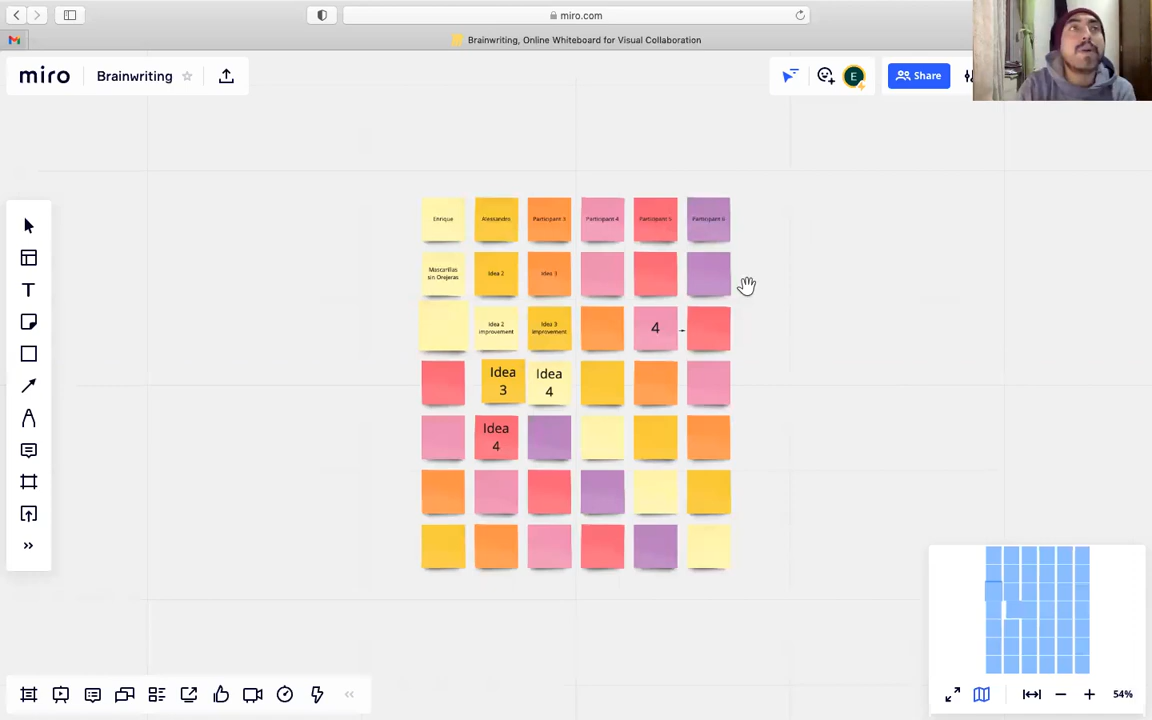 miro.com
Brainwriting, Online Whiteboard for Visual Collaboration
miro
Brainwriting
E
Share
Enrique
Alessandro
Participant 3
Participant 4
Participant 5
Participant 6
Mascarillas
sin Orejeras
Idea 2
Idea 3
Idea 2
improvement
Idea 3
improvement
4
Idea
3
Idea
4
Idea
4
T
54%